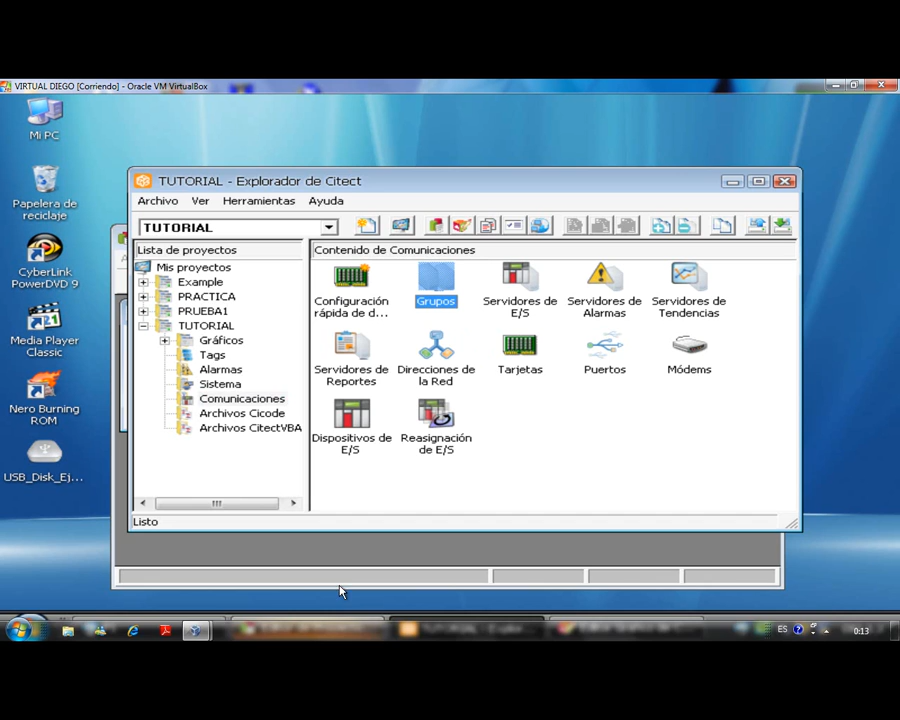 VIRTUAL DIEGO [Corriendo] - Oracle VM VirtualBox
Mi PC
Papelera de
reciclaje
CyberLink
PowerDVD 9
Media Player
Classic
Nero Burning
ROM
USB_Disk_Ej...
TUTORIAL - Explorador de Citect
Archivo Ver Herramientas Ayuda
TUTORIAL
Lista de proyectos
Mis proyectos
Example
PRACTICA
PRUEBA1
TUTORIAL
Gráficos
Tags
Alarmas
Sistema
Comunicaciones
Archivos Cicode
Archivos CitectVBA
Contenido de Comunicaciones
Configuración
rápida de d...
Grupos
Servidores de
E/S
Servidores de
Alarmas
Servidores de
Tendencias
Servidores de
Reportes
Direcciones de
la Red
Tarjetas
Puertos
Módems
Dispositivos de
E/S
Reasignación
de E/S
Listo
ES
0:13